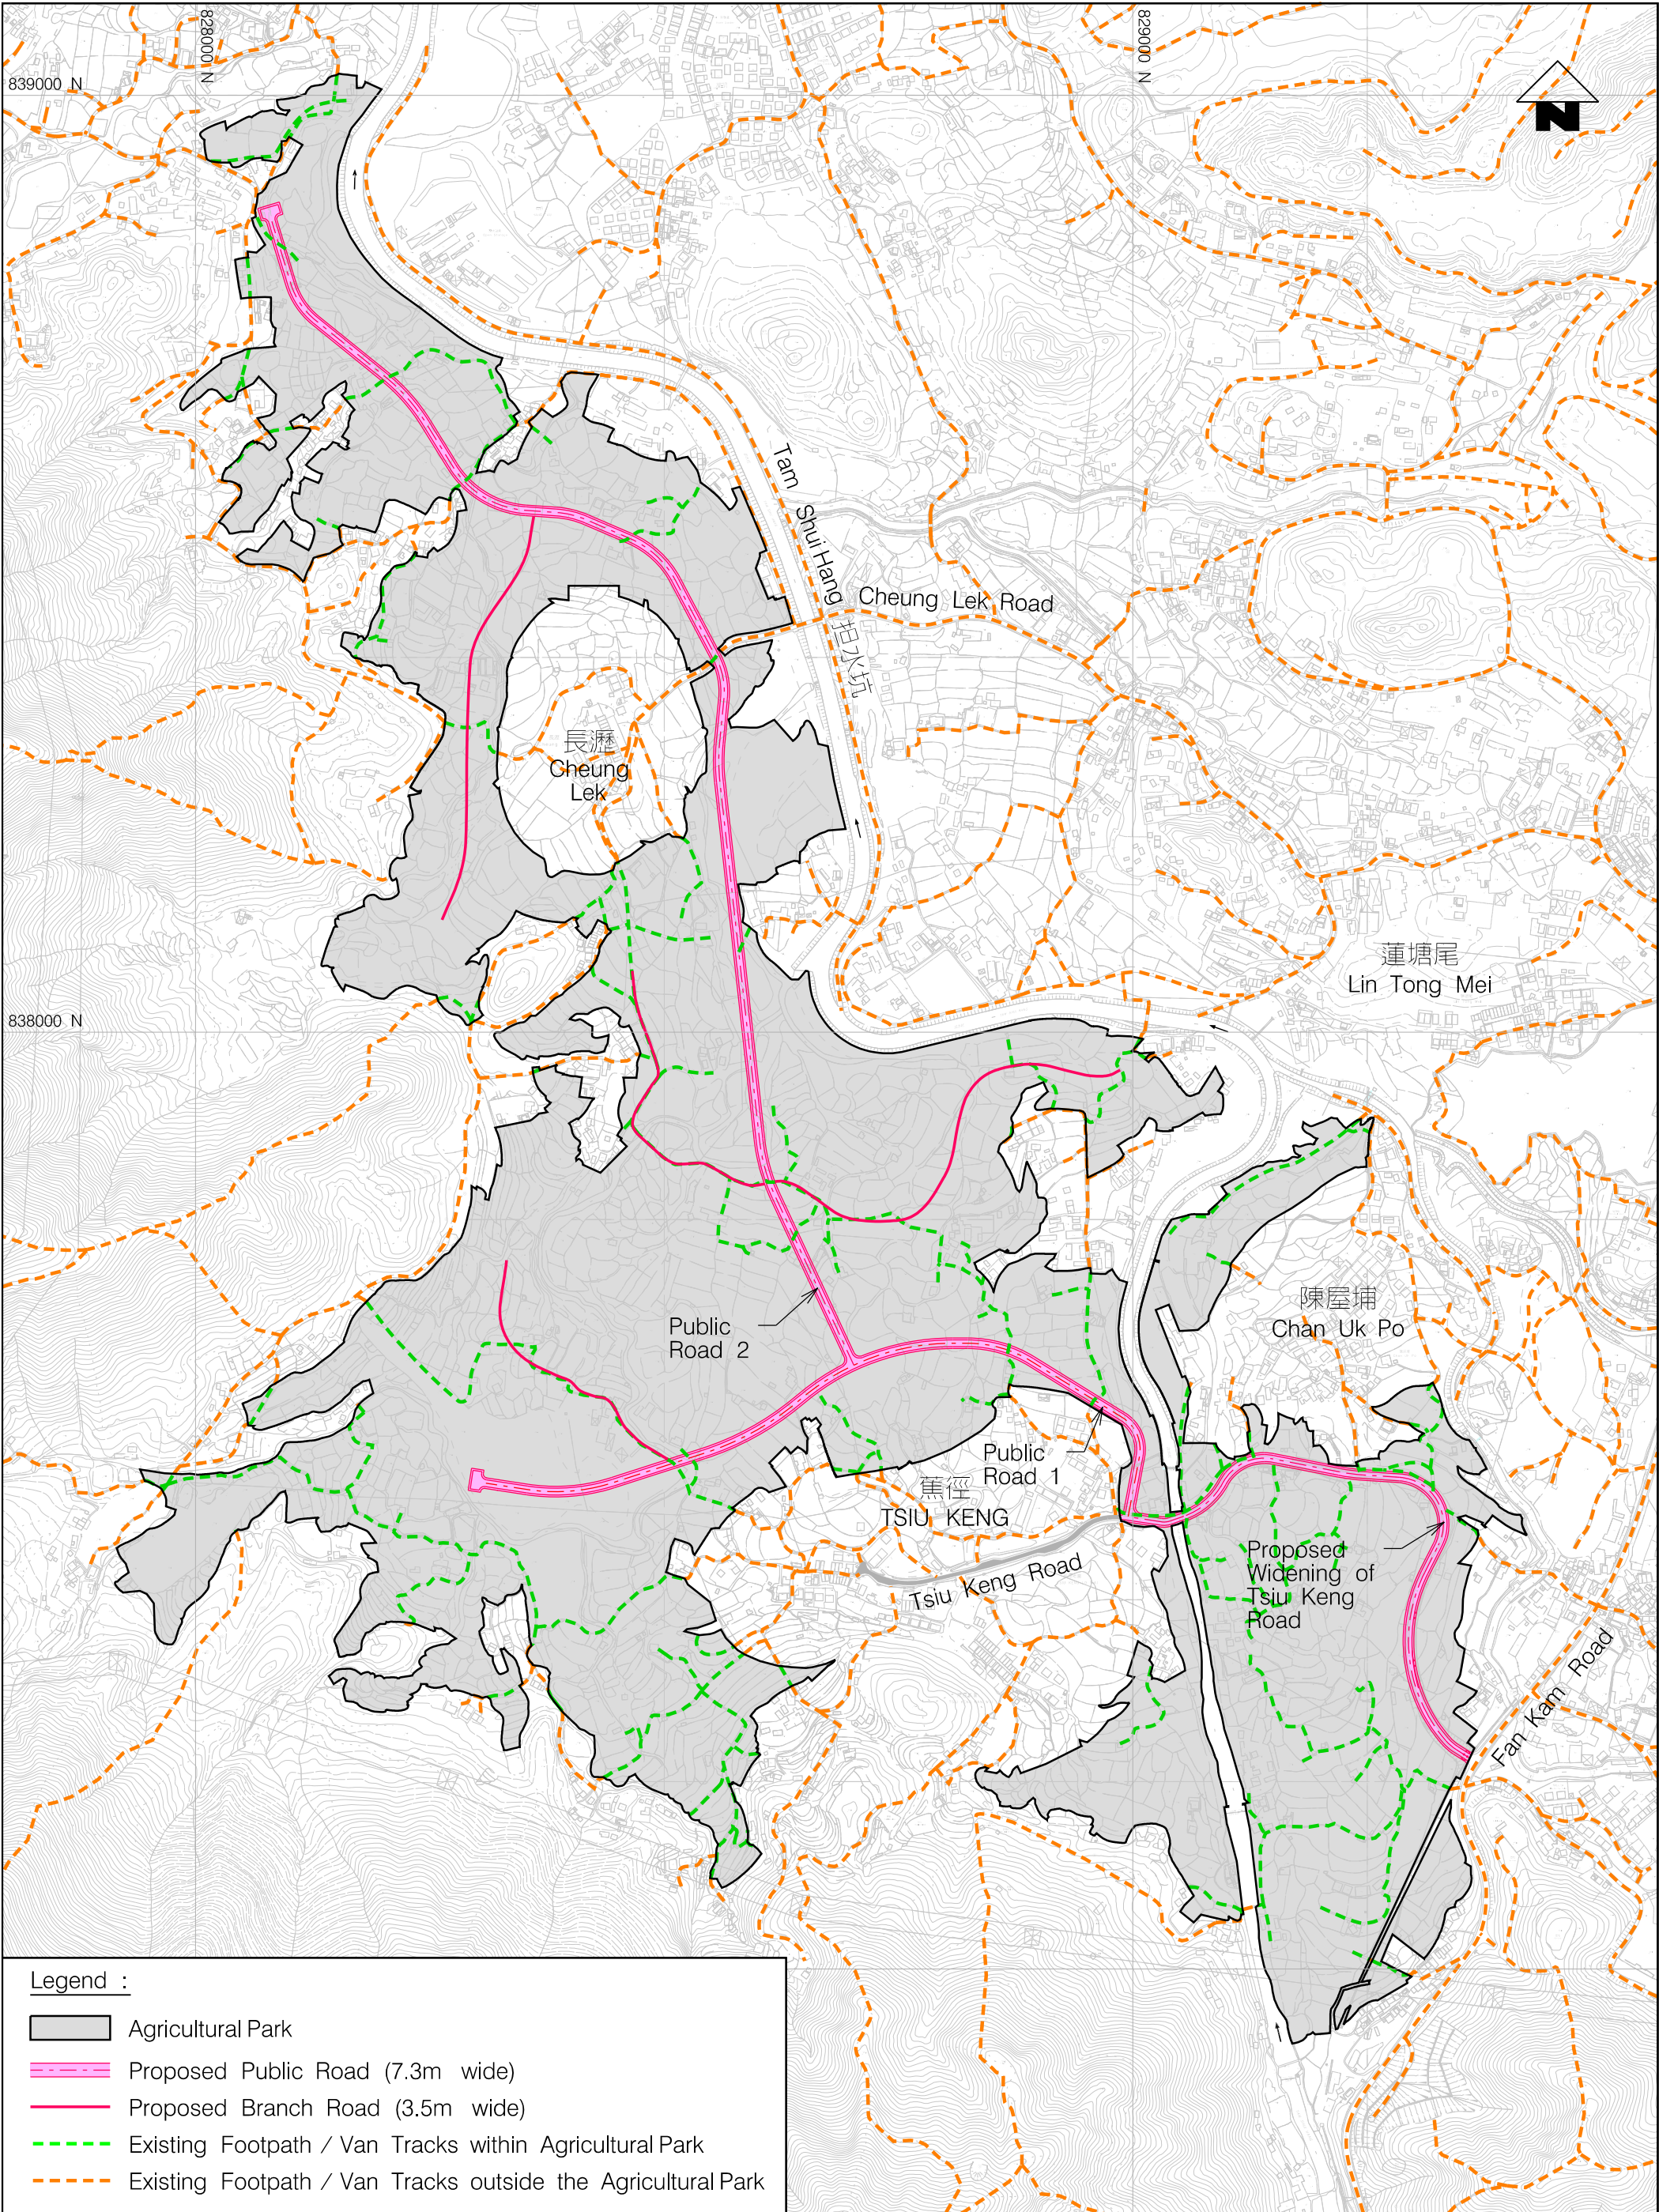 828000 N
829000 N
839000 N
N
Tam Shui Hang
担水坑
Cheung Lek Road
長瀝
Cheung
Lek
蓮塘尾
Lin Tong Mei
838000 N
陳屋埔
Chan Uk Po
Public
Road 2
Public
Road 1
蕉徑
TSIU KENG
Tsiu Keng Road
Proposed
Widening of
Tsiu Keng
Road
Fan Kam Road
Legend :
Agricultural Park
Proposed Public Road (7.3m wide)
Proposed Branch Road (3.5m wide)
Existing Footpath / Van Tracks within Agricultural Park
Existing Footpath / Van Tracks outside the Agricultural Park